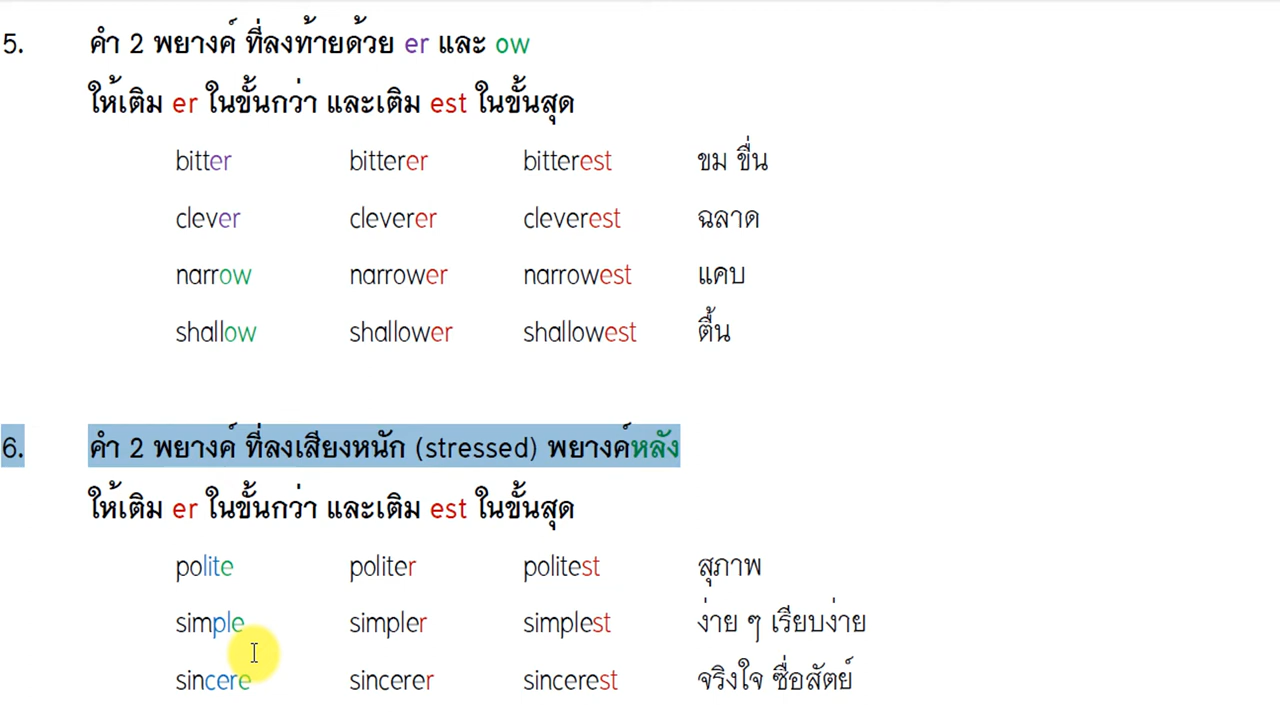 5. คำ 2 พยางค์ ที่ลงท้ายด้วย er และ ow
ให้เติม er ในขั้นกว่า และเติม est ในขั้นสุด
bitter bitterer bitterest ขม ขื่น
clever cleverer cleverest ฉลาด
narrow narrower narrowest แคบ
shallow shallower shallowest ตื้น
6. คำ 2 พยางค์ ที่ลงเสียงหนัก (stressed) พยางค์หลัง
ให้เติม er ในขั้นกว่า และเติม est ในขั้นสุด
polite politer politest สุภาพ
simple simpler simplest ง่าย ๆ เรียบง่าย
sincere sincerer sincerest จริงใจ ซื่อสัตย์